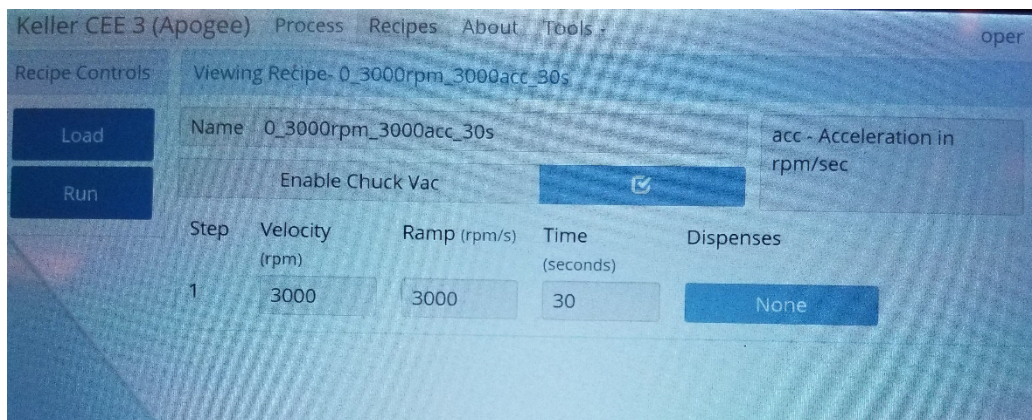 Keller CEE 3 (Apogee) Process Recipes About Tools oper
Recipe Controls Viewing Recipe- 0_3000rpm_3000acc_30s
Load Name 0_3000rpm_3000acc_30s acc - Acceleration in
rpm/sec
Run Enable Chuck Vac
Step Velocity Ramp (rpm/s) Time Dispenses
(rpm) (seconds)
1 3000 3000 30 None